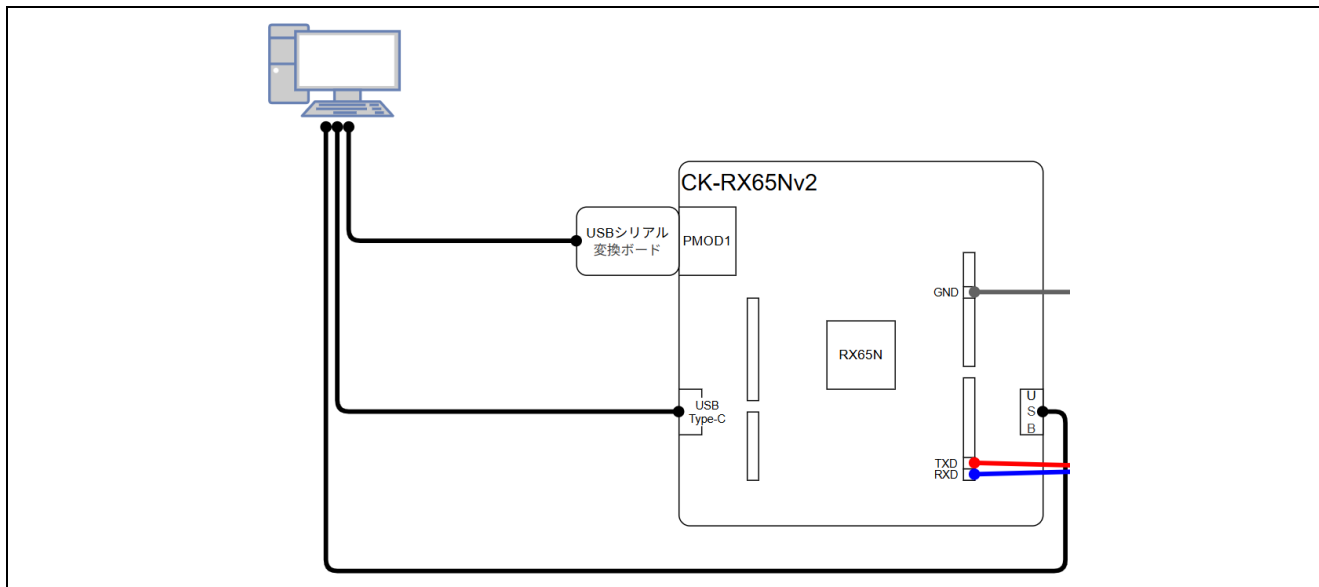 CK-RX65Nv2
USBシリアル
変換ボード
PMOD1
GND
RX65N
USB
Type-C
U
S
B
TXD
RXD